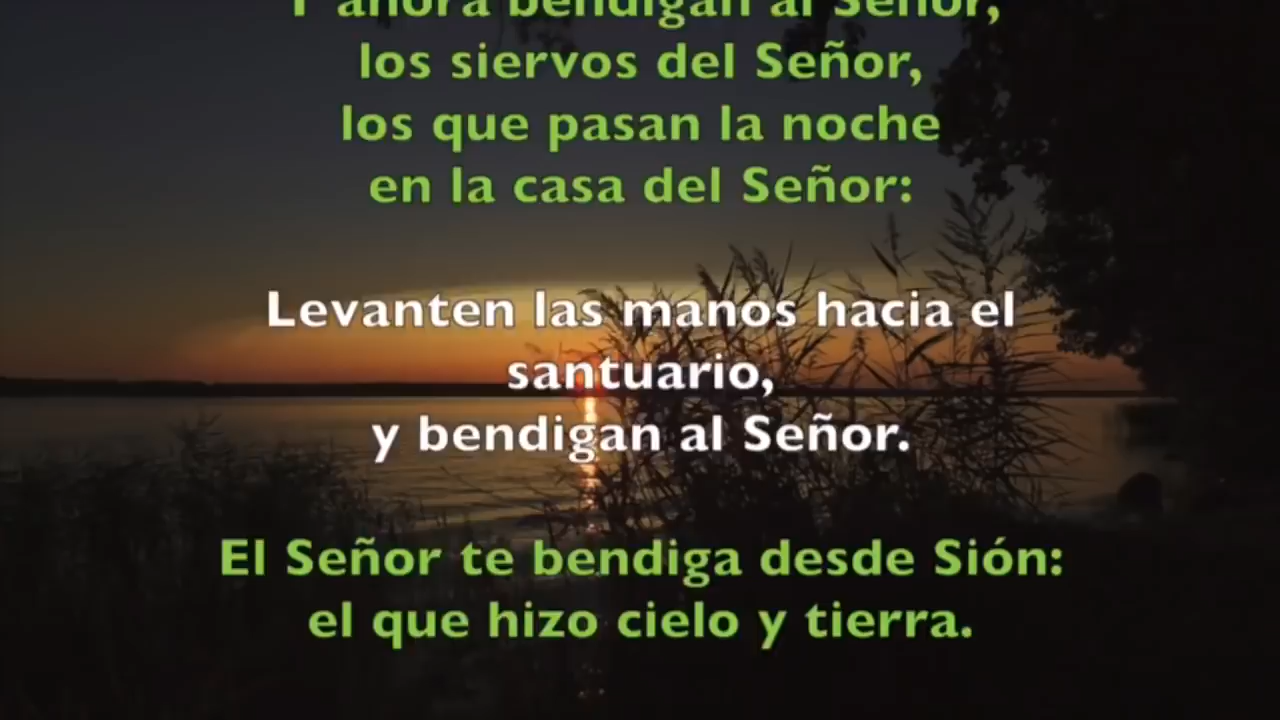 Y ahora bendigan al Señor,
los siervos del Señor,
los que pasan la noche
en la casa del Señor:
Levanten las manos hacia el
santuario,
y bendigan al Señor.
El Señor te bendiga desde Sión:
el que hizo cielo y tierra.